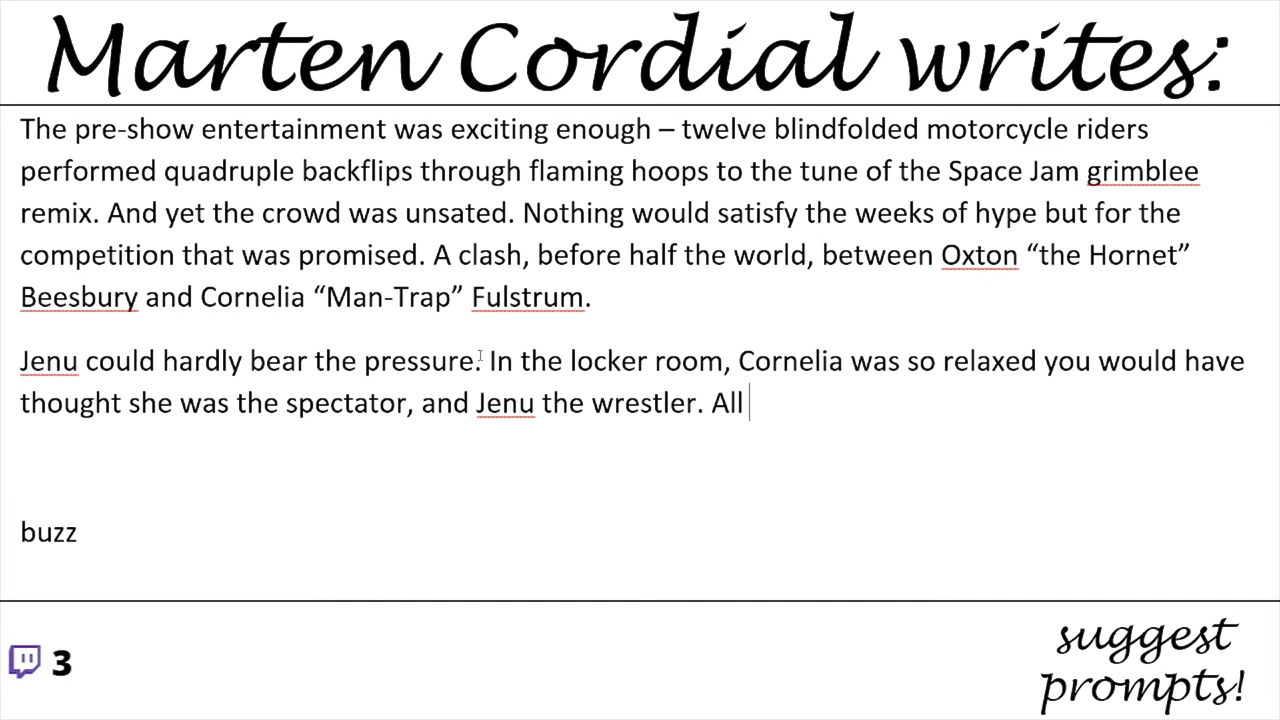 Marten Cordial writes:
The pre-show entertainment was exciting enough – twelve blindfolded motorcycle riders
performed quadruple backflips through flaming hoops to the tune of the Space Jam grimblee
remix. And yet the crowd was unsated. Nothing would satisfy the weeks of hype but for the
competition that was promised. A clash, before half the world, between Oxton “the Hornet”
Beesbury and Cornelia “Man-Trap” Fulstrum.
Jenu could hardly bear the pressure. In the locker room, Cornelia was so relaxed you would have
thought she was the spectator, and Jenu the wrestler. All
buzz
3
suggest
prompts!